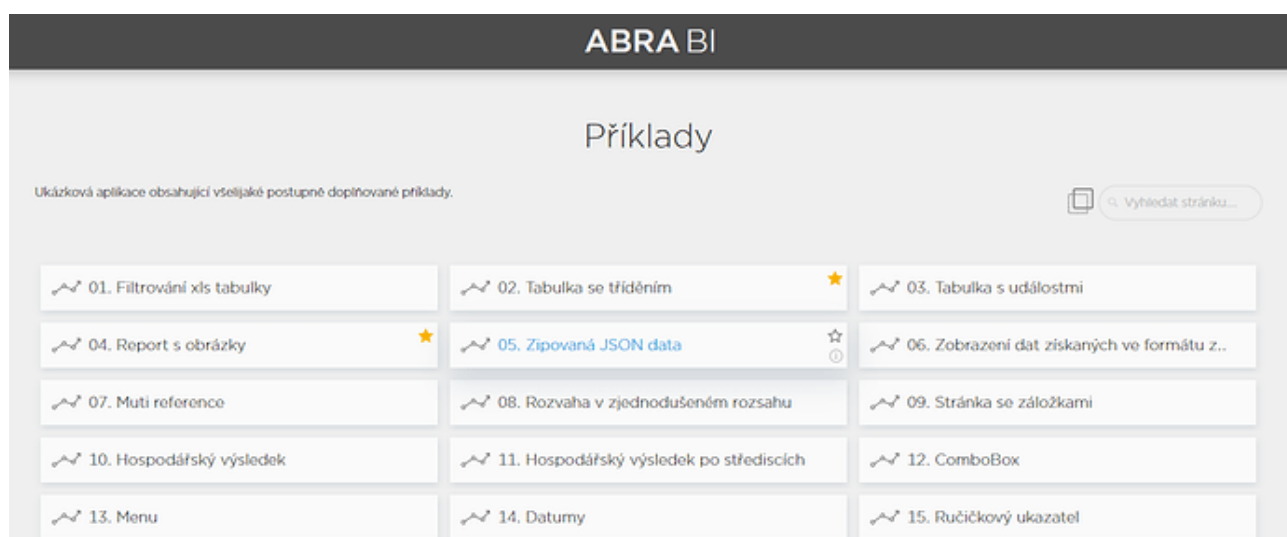 ABRA BI
Příklady
Ukázková aplikace obsahující všelijaké postupně doplňované příklady.
Vyhledat stránku...
01. Filtrování xls tabulky
02. Tabulka se tříděním
03. Tabulka s událostmi
04. Report s obrázky
05. Zipovaná JSON data
06. Zobrazení dat získaných ve formátu z..
07. Muti reference
08. Rozvaha v zjednodušeném rozsahu
09. Stránka se záložkami
10. Hospodářský výsledek
11. Hospodářský výsledek po střediscích
12. ComboBox
13. Menu
14. Datumy
15. Ručičkový ukazatel